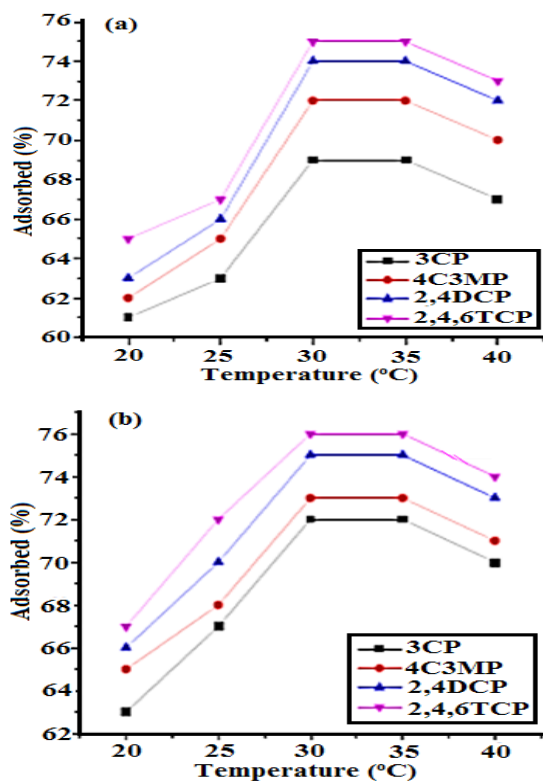 (a)
76
74
72
70
68
66
64
62
60
Adsorbed (%)
3CP
4C3MP
2,4DCP
2,4,6TCP
20 25 30 35 40
Temperature (ºC)
(b)
76
74
72
70
68
66
64
62
Adsorbed (%)
3CP
4C3MP
2,4DCP
2,4,6TCP
20 25 30 35 40
Temperature (ºC)